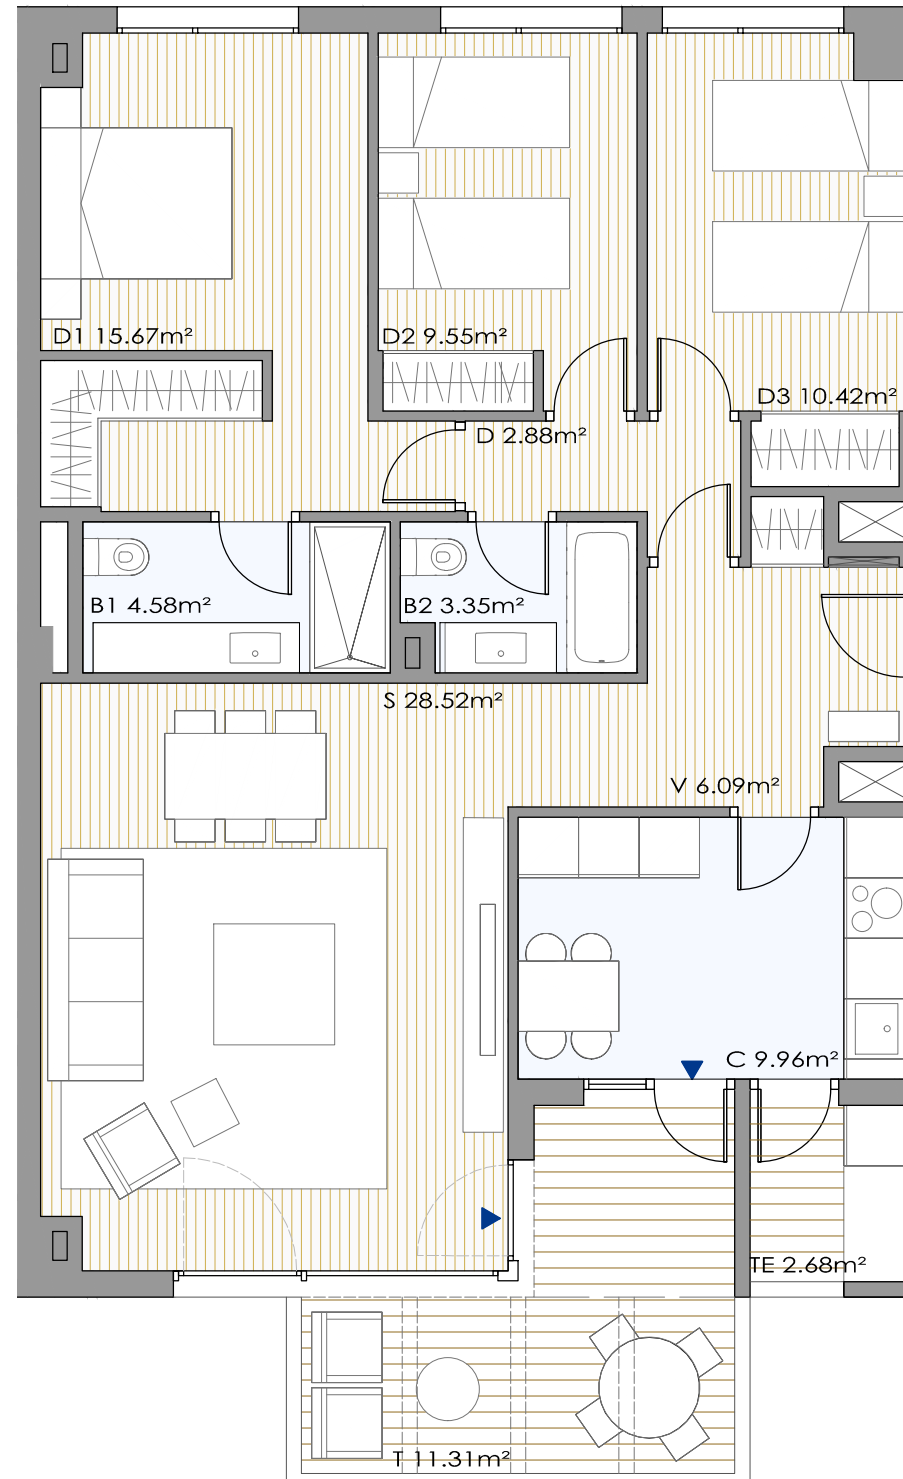 D1 15.67m²
D2 9.55m²
D3 10.42m²
D 2.88m²
B1 4.58m²
B2 3.35m²
S 28.52m²
V 6.09m²
C 9.96m²
TE 2.68m²
T 11.31m²